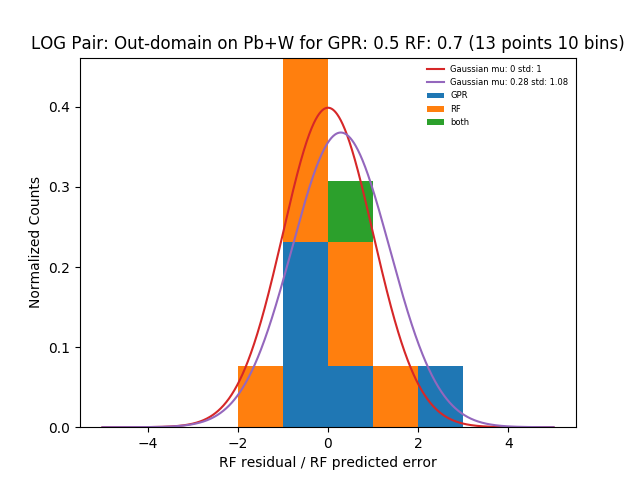 LOG Pair: Out-domain on Pb+W for GPR: 0.5 RF: 0.7 (13 points 10 bins)
Gaussian mu: 0 std: 1
Gaussian mu: 0.28 std: 1.08
GPR
RF
both
Normalized Counts
0.4
0.3
0.2
0.1
0.0
−4
−2
0
2
4
RF residual / RF predicted error